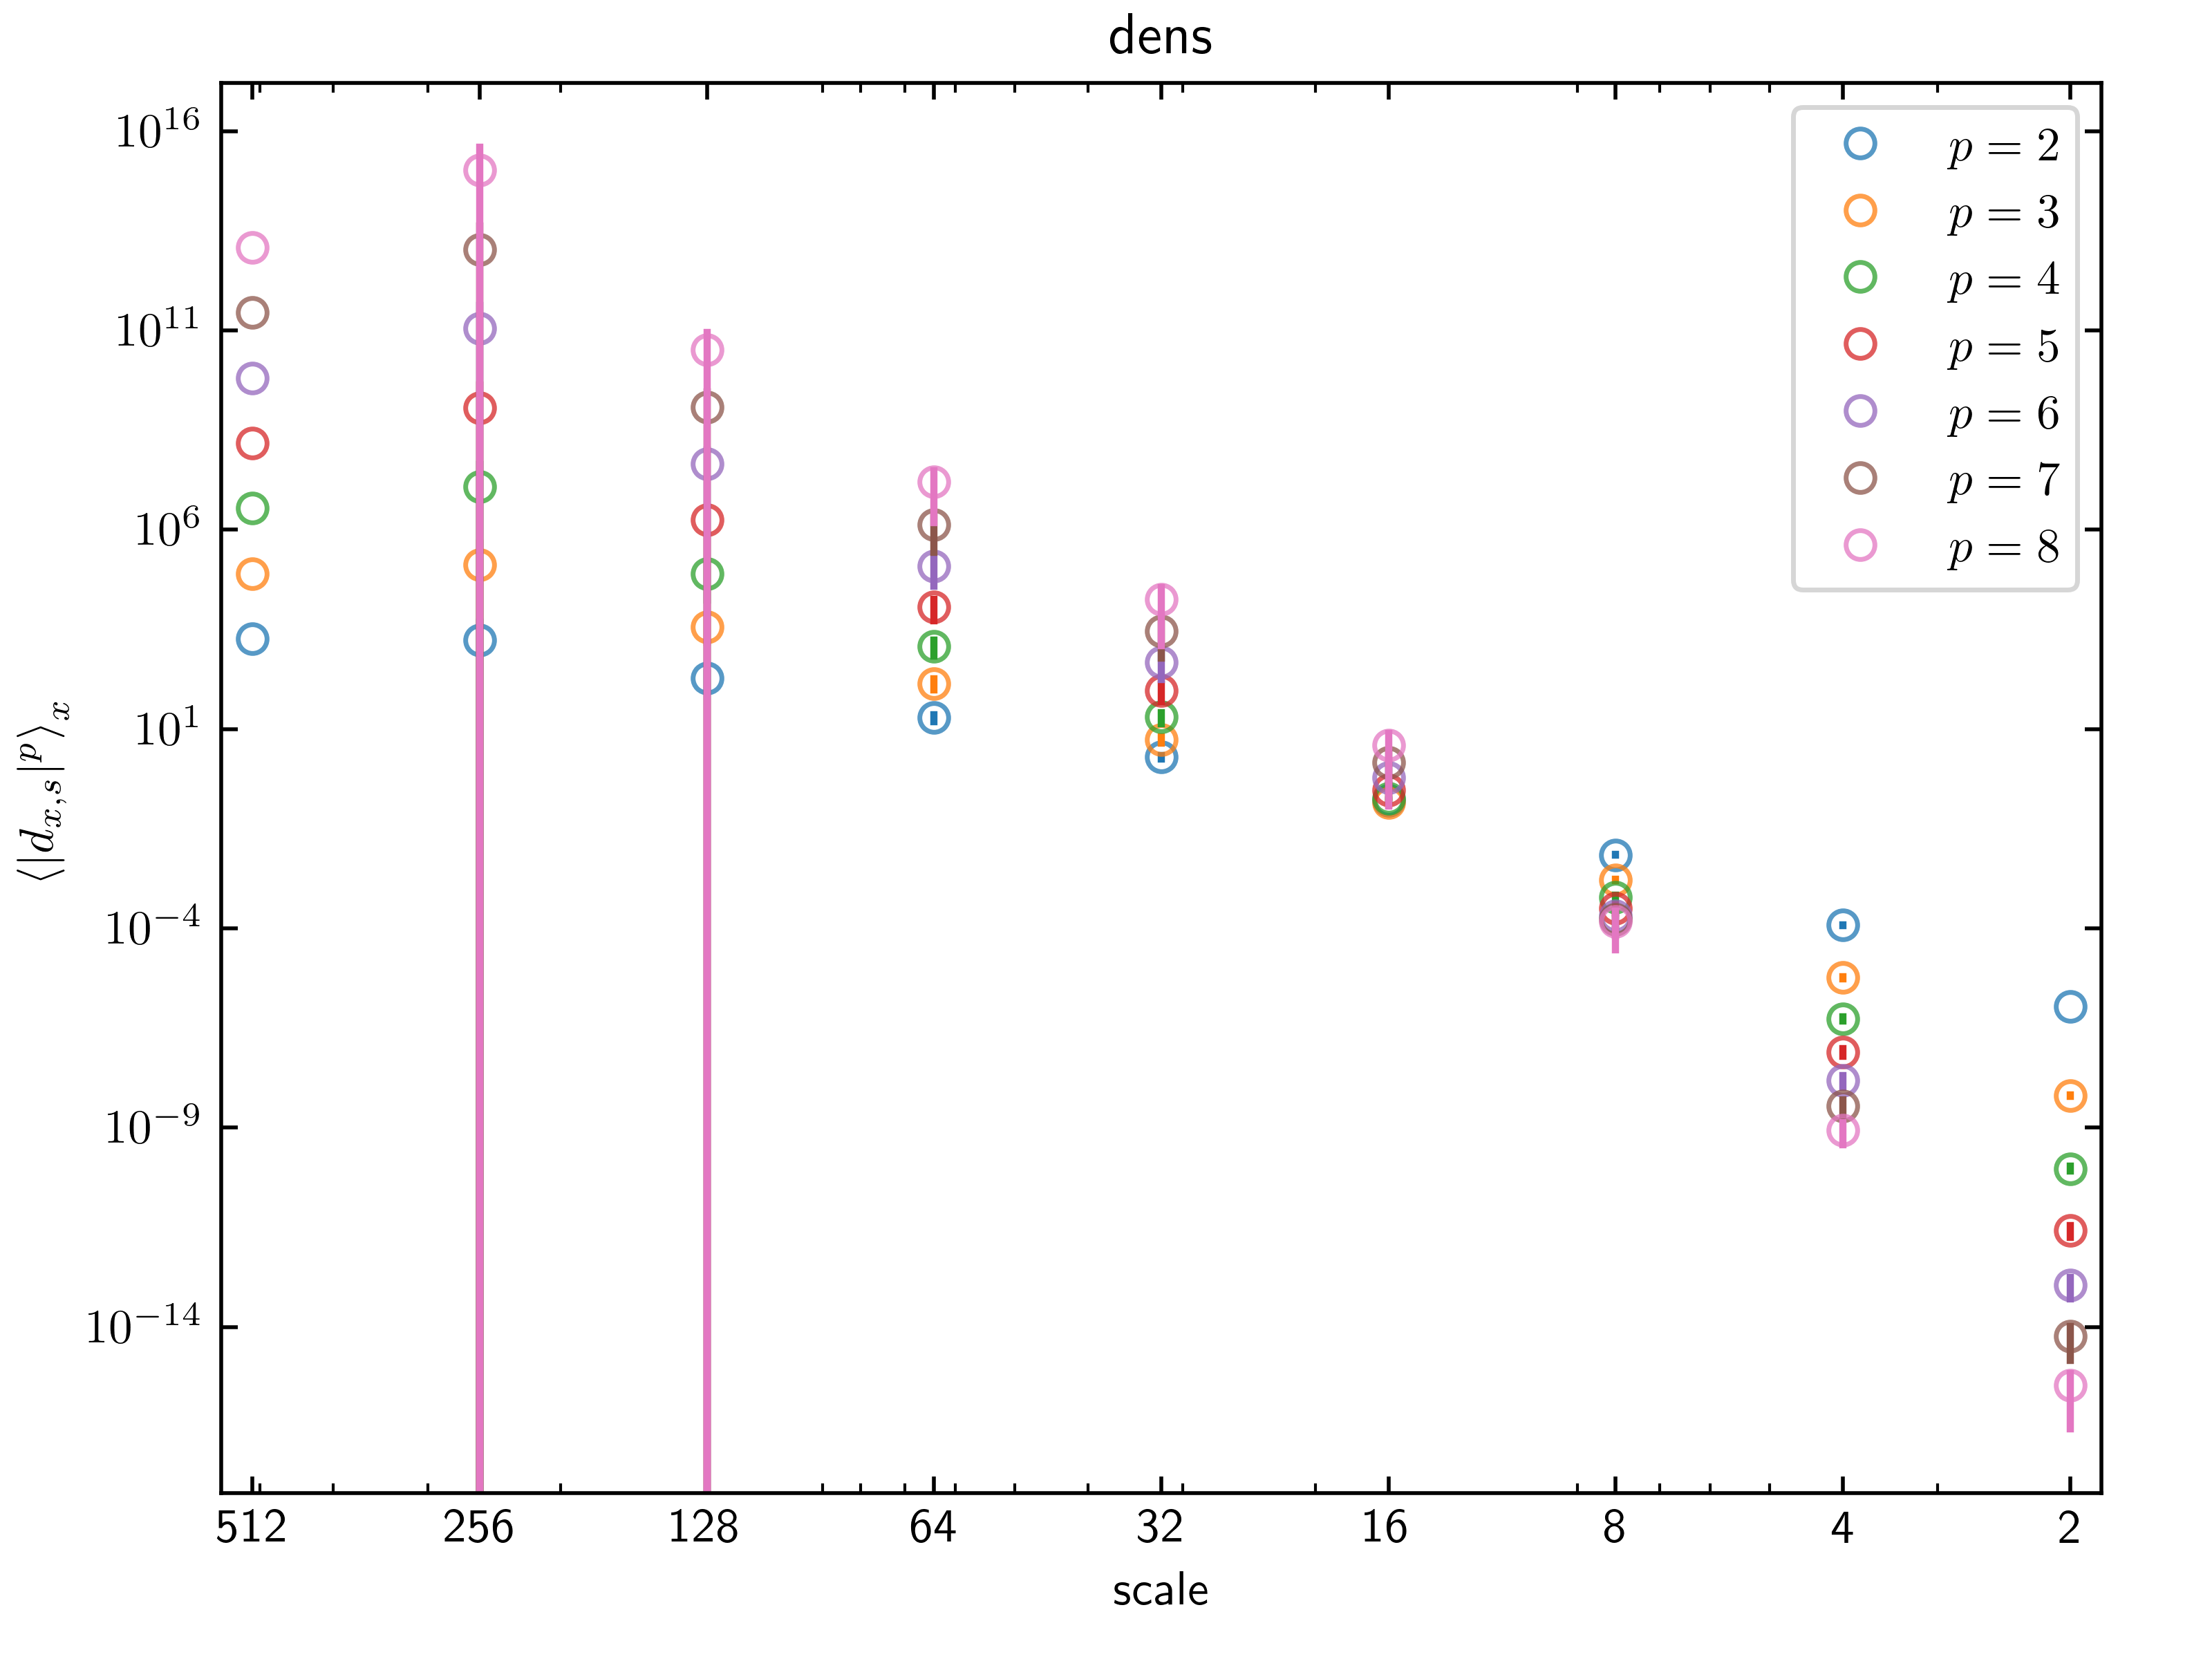 dens
10^16
10^11
10^6
10^1
10^−4
10^−9
10^−14
⟨|d_{x,s}|^p⟩_x
p = 2
p = 3
p = 4
p = 5
p = 6
p = 7
p = 8
512 256 128 64 32 16 8 4 2
scale